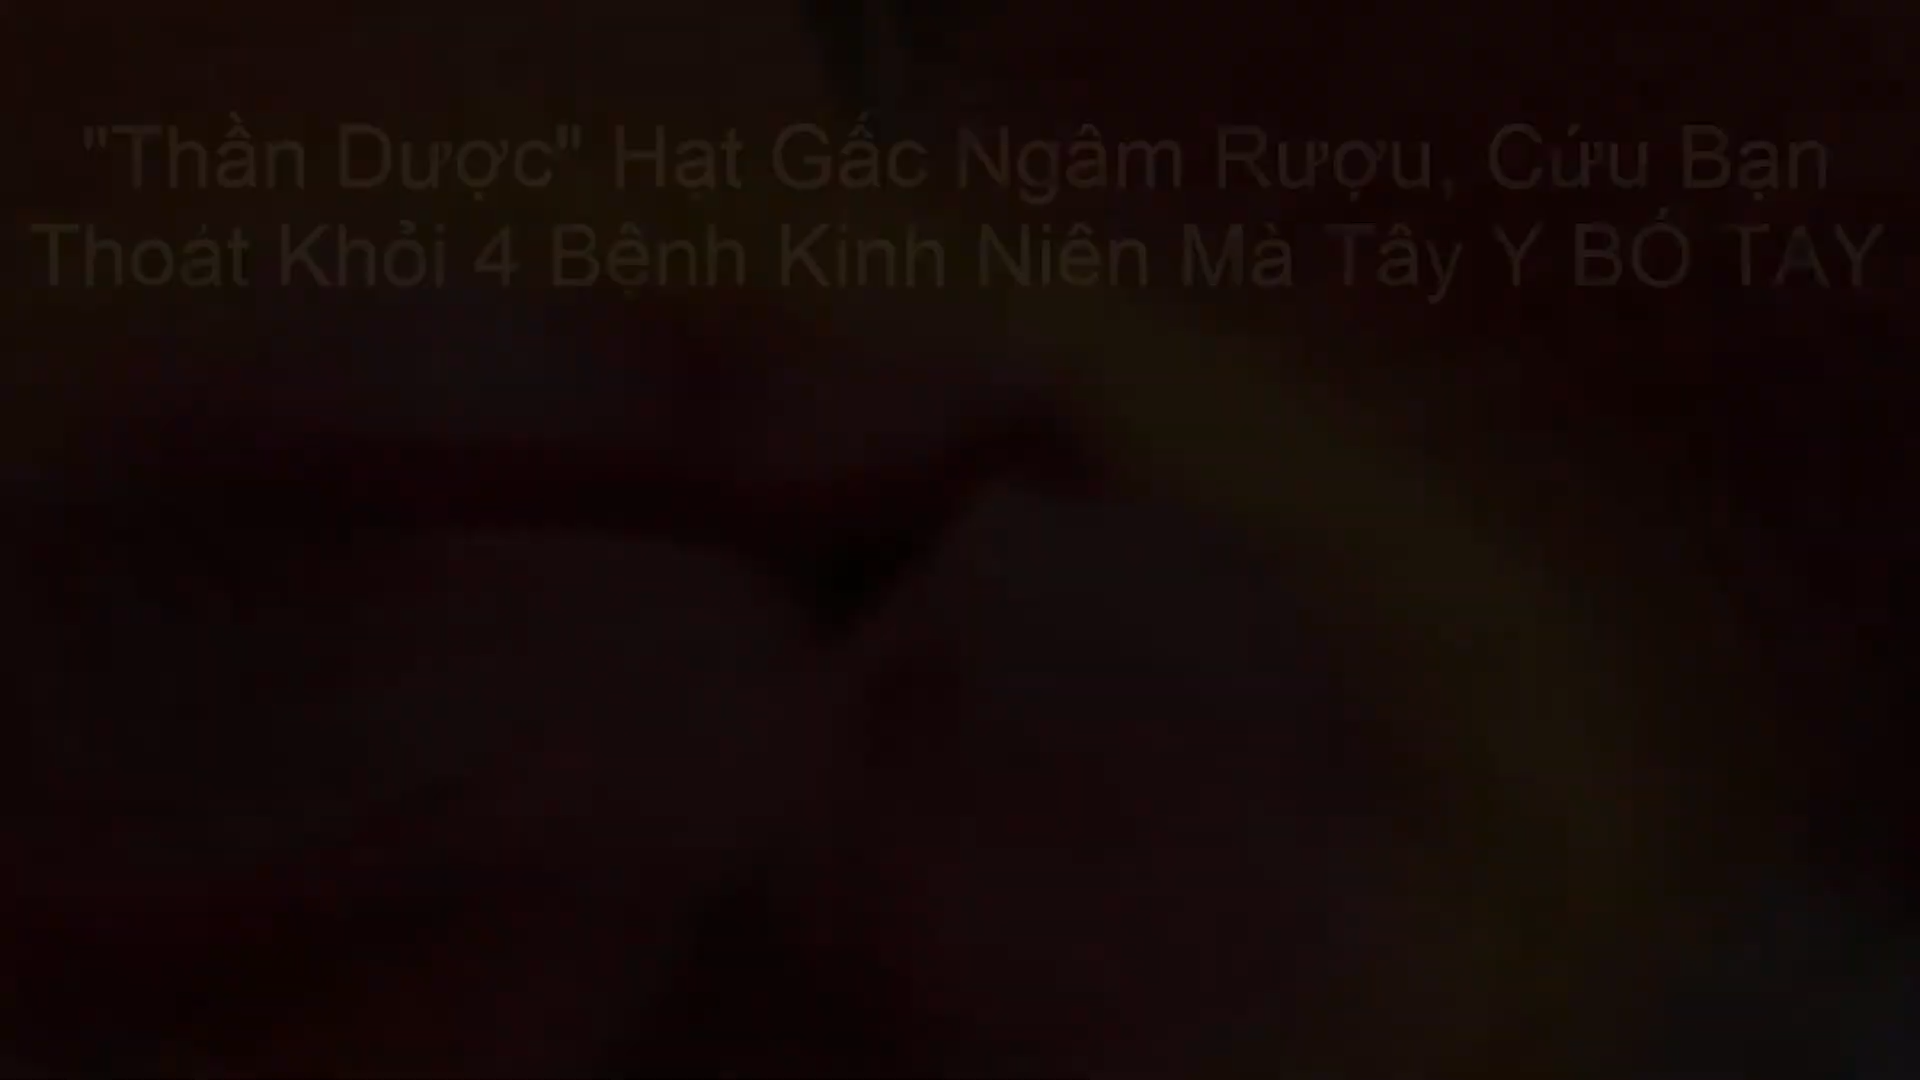 "Thần Dược" Hạt Gấc Ngâm Rượu, Cứu Bạn
Thoát Khỏi 4 Bệnh Kinh Niên Mà Tây Y BÓ TAY